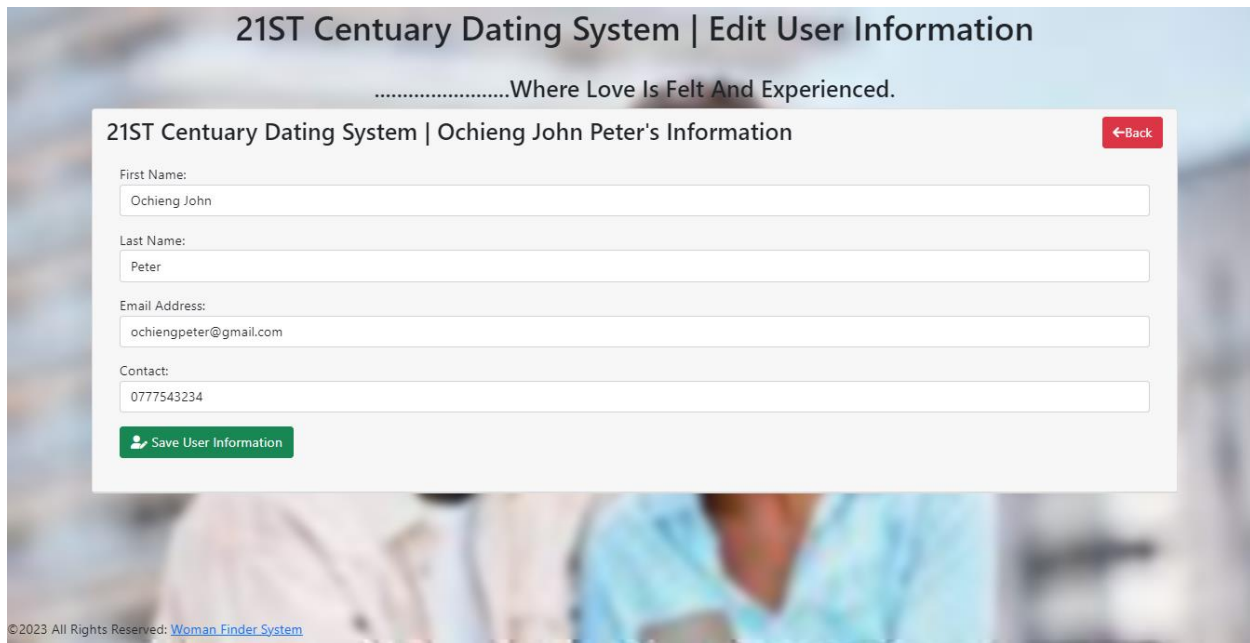 21ST Centuary Dating System | Edit User Information
........................Where Love Is Felt And Experienced.
21ST Centuary Dating System | Ochieng John Peter's Information
Back
First Name:
Ochieng John
Last Name:
Peter
Email Address:
ochiengpeter@gmail.com
Contact:
0777543234
Save User Information
©2023 All Rights Reserved: Woman Finder System